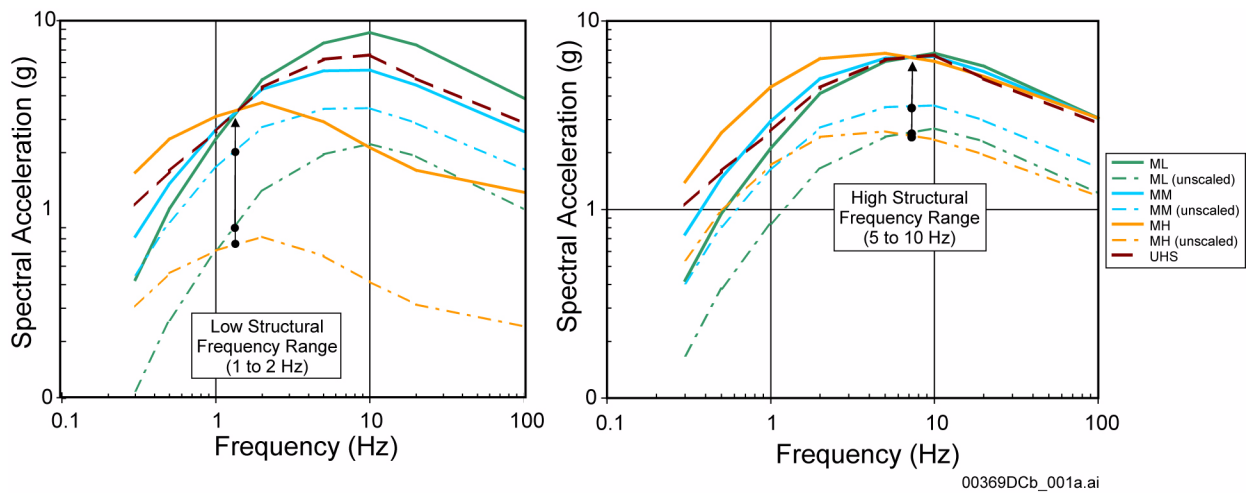 Spectral Acceleration (g)
10
1
0
0.1
1
10
100
Frequency (Hz)
Low Structural
Frequency Range
(1 to 2 Hz)
Spectral Acceleration (g)
10
1
0
0.1
1
10
100
Frequency (Hz)
High Structural
Frequency Range
(5 to 10 Hz)
ML
ML (unscaled)
MM
MM (unscaled)
MH
MH (unscaled)
UHS
00369DCb_001a.ai